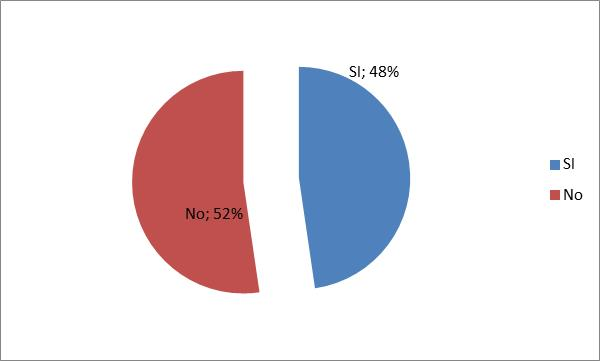 SI; 48%
No; 52%
SI
No